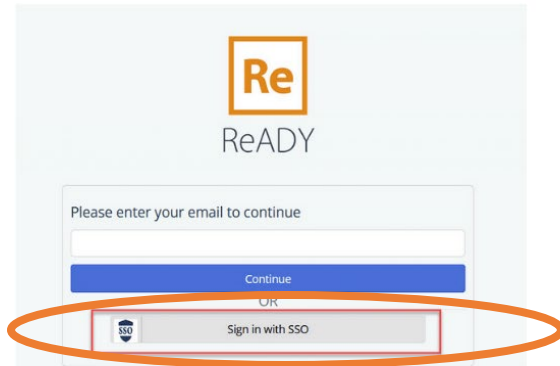 Re
ReADY
Please enter your email to continue
Continue
OR
SSO
Sign in with SSO